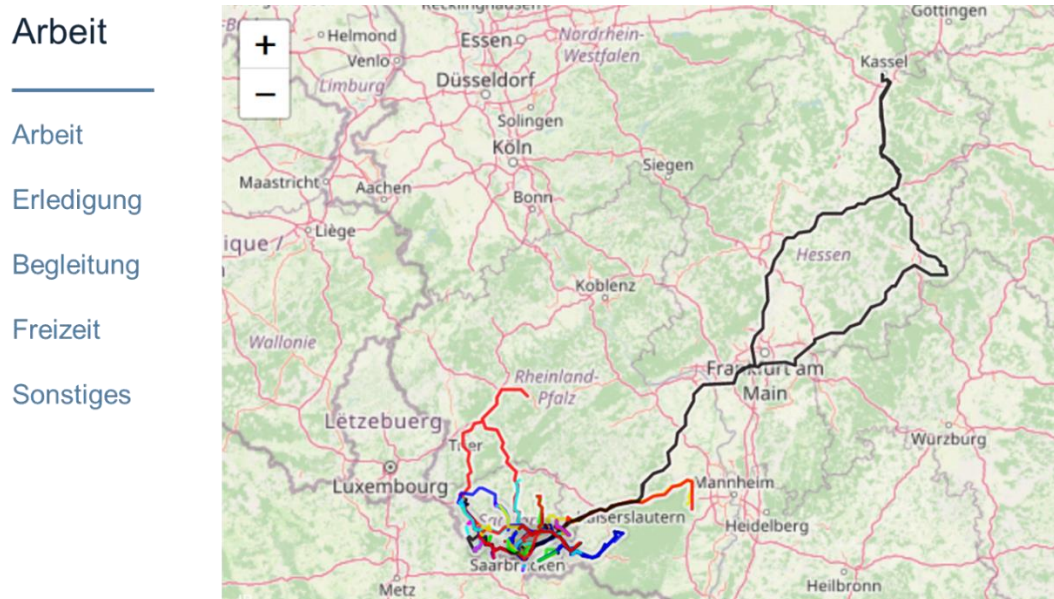 Arbeit
Arbeit
Erledigung
Begleitung
Freizeit
Sonstiges
+
−
Göttingen
Helmond
Essen
Nordrhein-
Westfalen
Kassel
Venlo
Limburg
Düsseldorf
Solingen
Köln
Siegen
Maastricht
Aachen
Bonn
Liège
ique /
Hessen
Koblenz
Wallonie
Frankfurt am
Main
Rheinland-
Pfalz
Lëtzebuerg
Trier
Würzburg
Luxembourg
Mannheim
aiserslautern
Heidelberg
Saarbrücken
Metz
Heilbronn